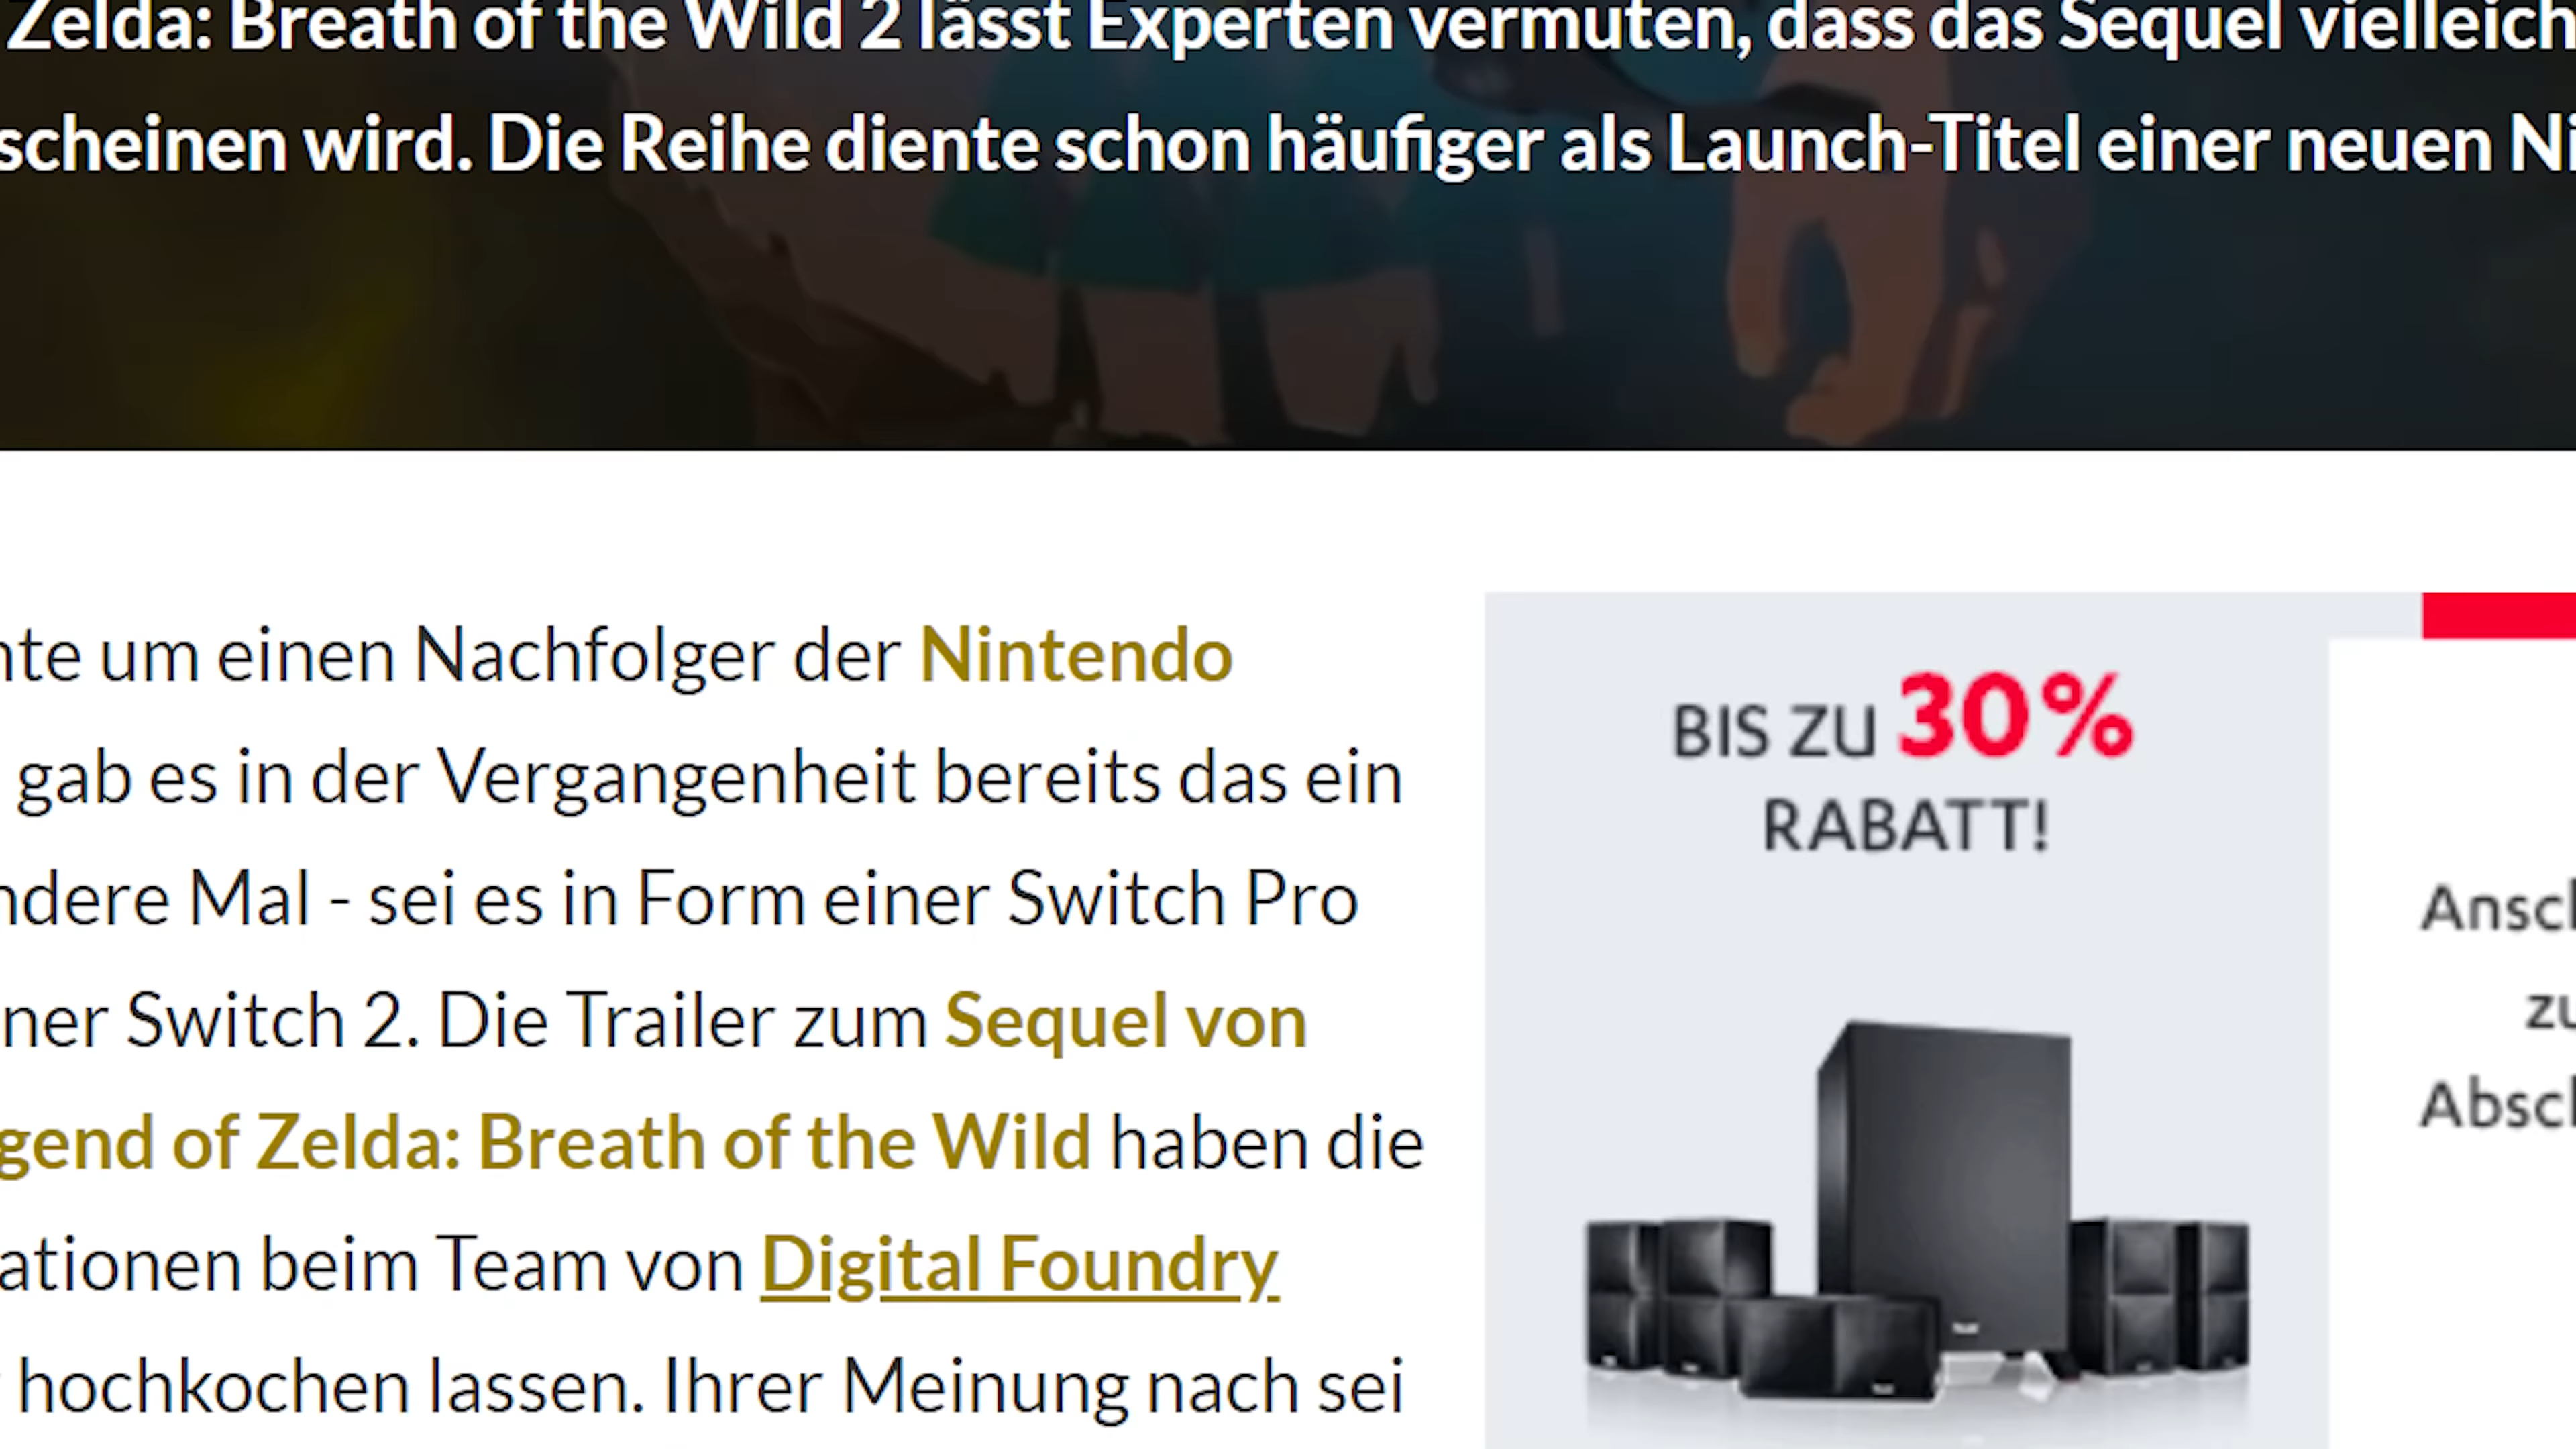 Zelda: Breath of the Wild 2 lässt Experten vermuten, dass das Sequel vielleich
scheinen wird. Die Reihe diente schon häufiger als Launch-Titel einer neuen Ni
nte um einen Nachfolger der Nintendo
gab es in der Vergangenheit bereits das ein
ndere Mal - sei es in Form einer Switch Pro
ner Switch 2. Die Trailer zum Sequel von
gend of Zelda: Breath of the Wild haben die
ationen beim Team von Digital Foundry
hochkochen lassen. Ihrer Meinung nach sei
BIS ZU 30%
RABATT!
Ansch
zu
Absch